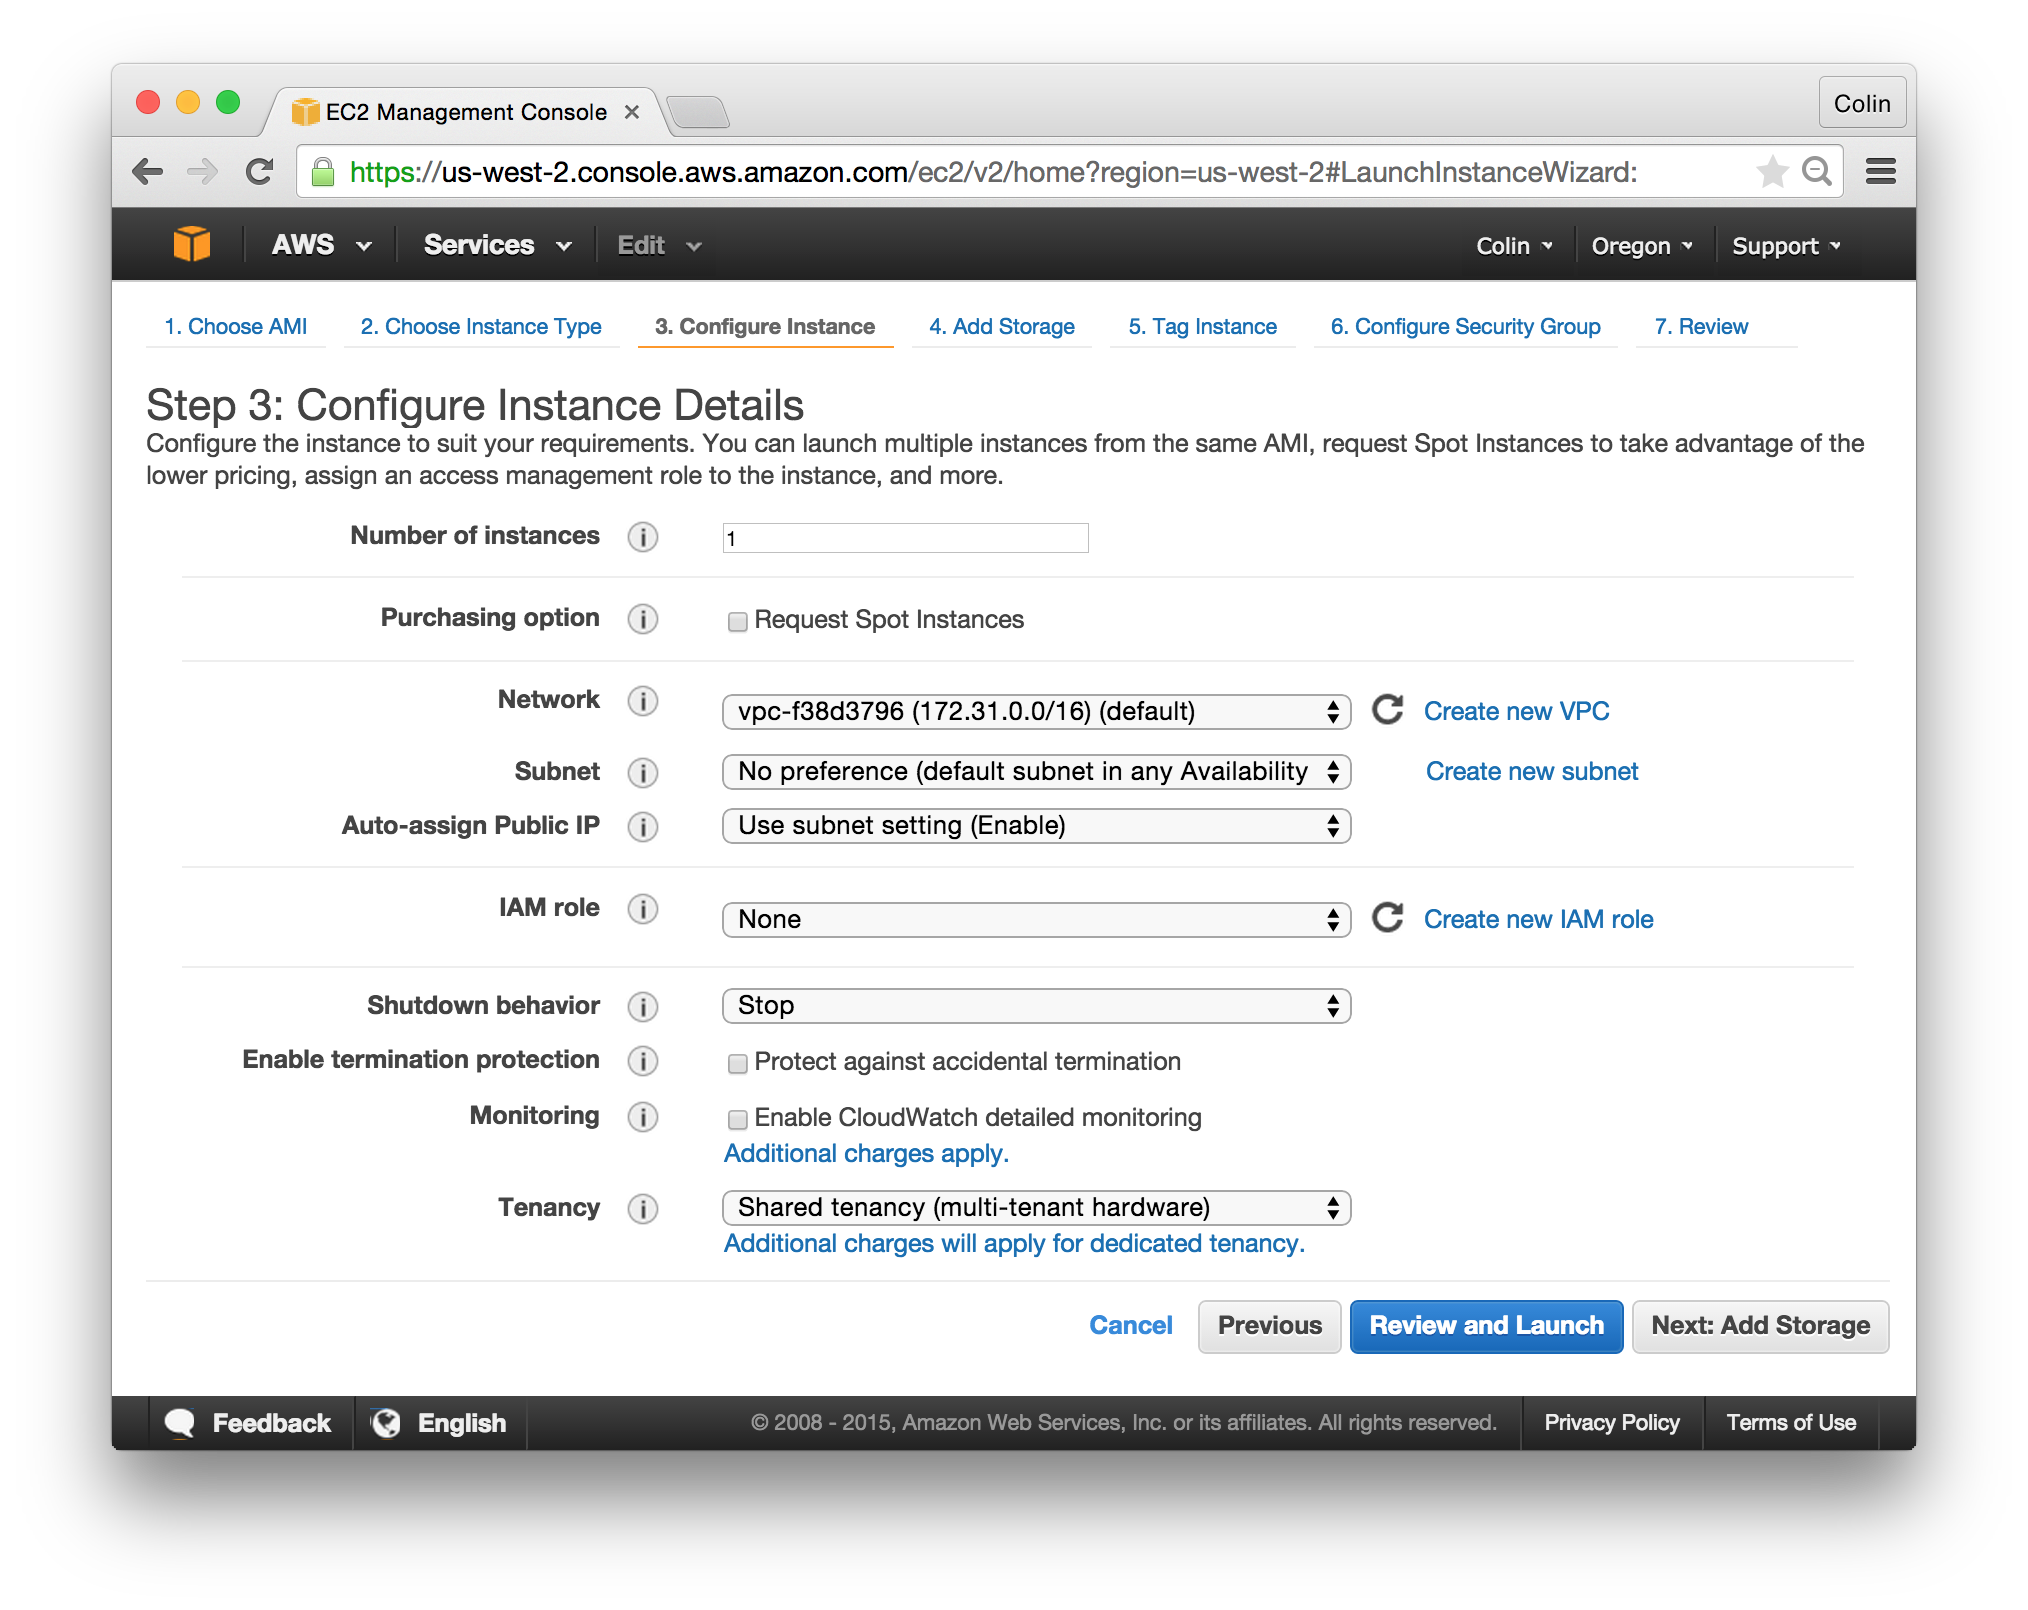 EC2 Management Console
Colin
https://us-west-2.console.aws.amazon.com/ec2/v2/home?region=us-west-2#LaunchInstanceWizard:
AWS Services Edit Colin Oregon Support
1. Choose AMI 2. Choose Instance Type 3. Configure Instance 4. Add Storage 5. Tag Instance 6. Configure Security Group 7. Review
Step 3: Configure Instance Details
Configure the instance to suit your requirements. You can launch multiple instances from the same AMI, request Spot Instances to take advantage of the
lower pricing, assign an access management role to the instance, and more.
Number of instances i 1
Purchasing option i Request Spot Instances
Network i vpc-f38d3796 (172.31.0.0/16) (default) Create new VPC
Subnet i No preference (default subnet in any Availability Create new subnet
Auto-assign Public IP i Use subnet setting (Enable)
IAM role i None Create new IAM role
Shutdown behavior i Stop
Enable termination protection i Protect against accidental termination
Monitoring i Enable CloudWatch detailed monitoring
Additional charges apply.
Tenancy i Shared tenancy (multi-tenant hardware)
Additional charges will apply for dedicated tenancy.
Cancel Previous Review and Launch Next: Add Storage
Feedback English © 2008 - 2015, Amazon Web Services, Inc. or its affiliates. All rights reserved. Privacy Policy Terms of Use